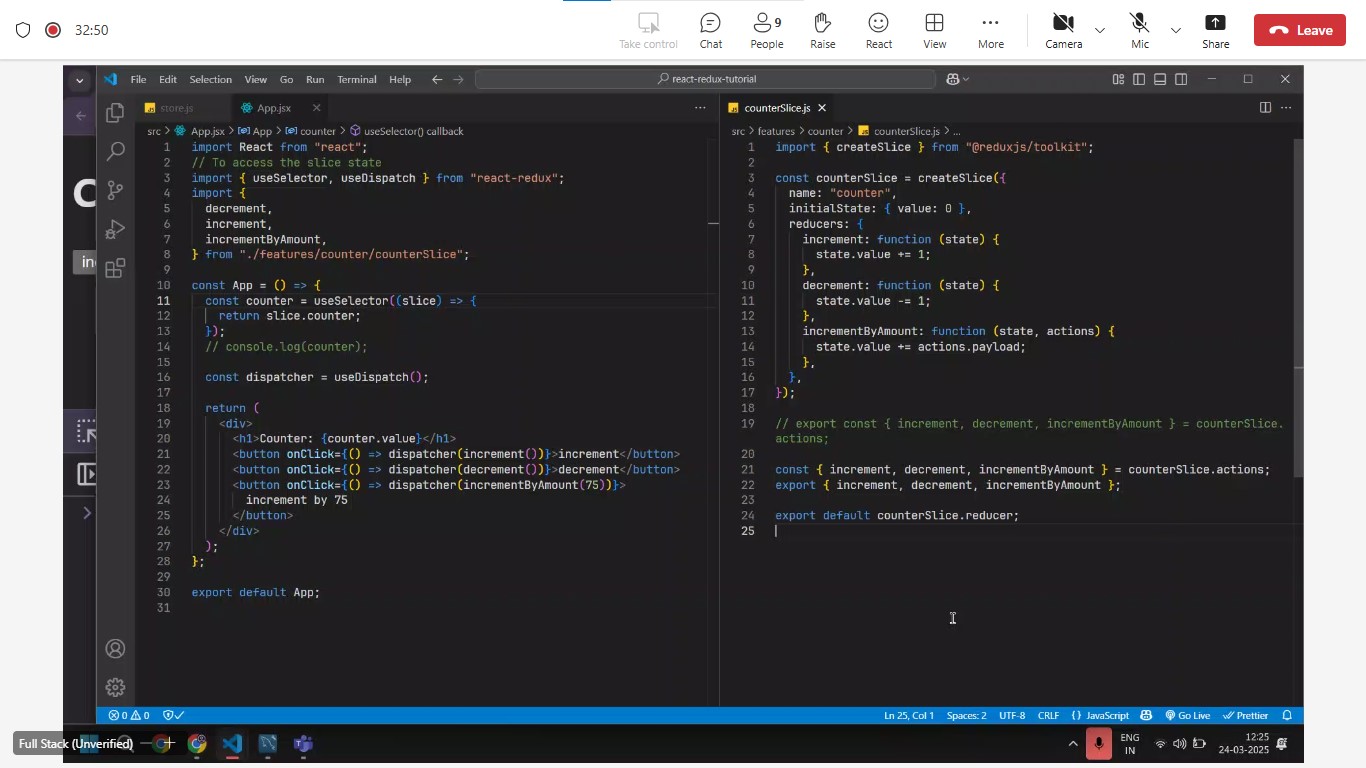 32:50
Take control
Chat
9
People
Raise
React
View
More
Camera
Mic
Share
Leave
File Edit Selection View Go Run Terminal Help
react-redux-tutorial
store.js
App.jsx
src > App.jsx > App > counter > useSelector() callback
1 import React from "react";
2 // To access the slice state
3 import { useSelector, useDispatch } from "react-redux";
4 import {
5 decrement,
6 increment,
7 incrementByAmount,
8 } from "./features/counter/counterSlice";
9
10 const App = () => {
11 const counter = useSelector((slice) => {
12 return slice.counter;
13 });
14 // console.log(counter);
15
16 const dispatcher = useDispatch();
17
18 return (
19 <div>
20 <h1>Counter: {counter.value}</h1>
21 <button onClick={() => dispatcher(increment())}>increment</button>
22 <button onClick={() => dispatcher(decrement())}>decrement</button>
23 <button onClick={() => dispatcher(incrementByAmount(75))}>
24 increment by 75
25 </button>
26 </div>
27 );
28 };
29
30 export default App;
31
counterSlice.js
src > features > counter > counterSlice.js > ...
1 import { createSlice } from "@reduxjs/toolkit";
2
3 const counterSlice = createSlice({
4 name: "counter",
5 initialState: { value: 0 },
6 reducers: {
7 increment: function (state) {
8 state.value += 1;
9 },
10 decrement: function (state) {
11 state.value -= 1;
12 },
13 incrementByAmount: function (state, actions) {
14 state.value += actions.payload;
15 },
16 },
17 });
18
19 // export const { increment, decrement, incrementByAmount } = counterSlice.
actions;
20
21 const { increment, decrement, incrementByAmount } = counterSlice.actions;
22 export { increment, decrement, incrementByAmount };
23
24 export default counterSlice.reducer;
25
C
in
0 0
Ln 25, Col 1 Spaces: 2 UTF-8 CRLF {} JavaScript Go Live Prettier
Full Stack (Unverified)
ENG
IN
12:25
24-03-2025